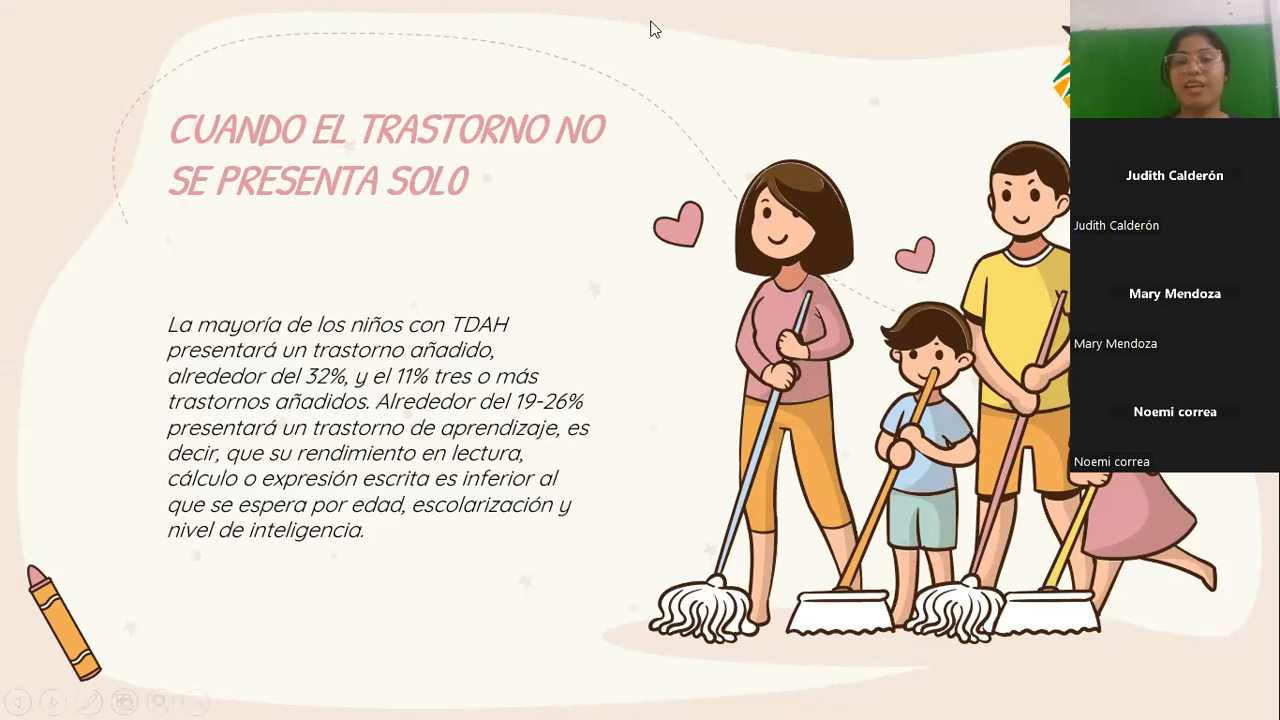 CUANDO EL TRASTORNO NO
SE PRESENTA SOLO
La mayoría de los niños con TDAH
presentará un trastorno añadido,
alrededor del 32%, y el 11% tres o más
trastornos añadidos. Alrededor del 19-26%
presentará un trastorno de aprendizaje, es
decir, que su rendimiento en lectura,
cálculo o expresión escrita es inferior al
que se espera por edad, escolarización y
nivel de inteligencia.
Judith Calderón
Judith Calderón
Mary Mendoza
Mary Mendoza
Noemi correa
Noemi correa